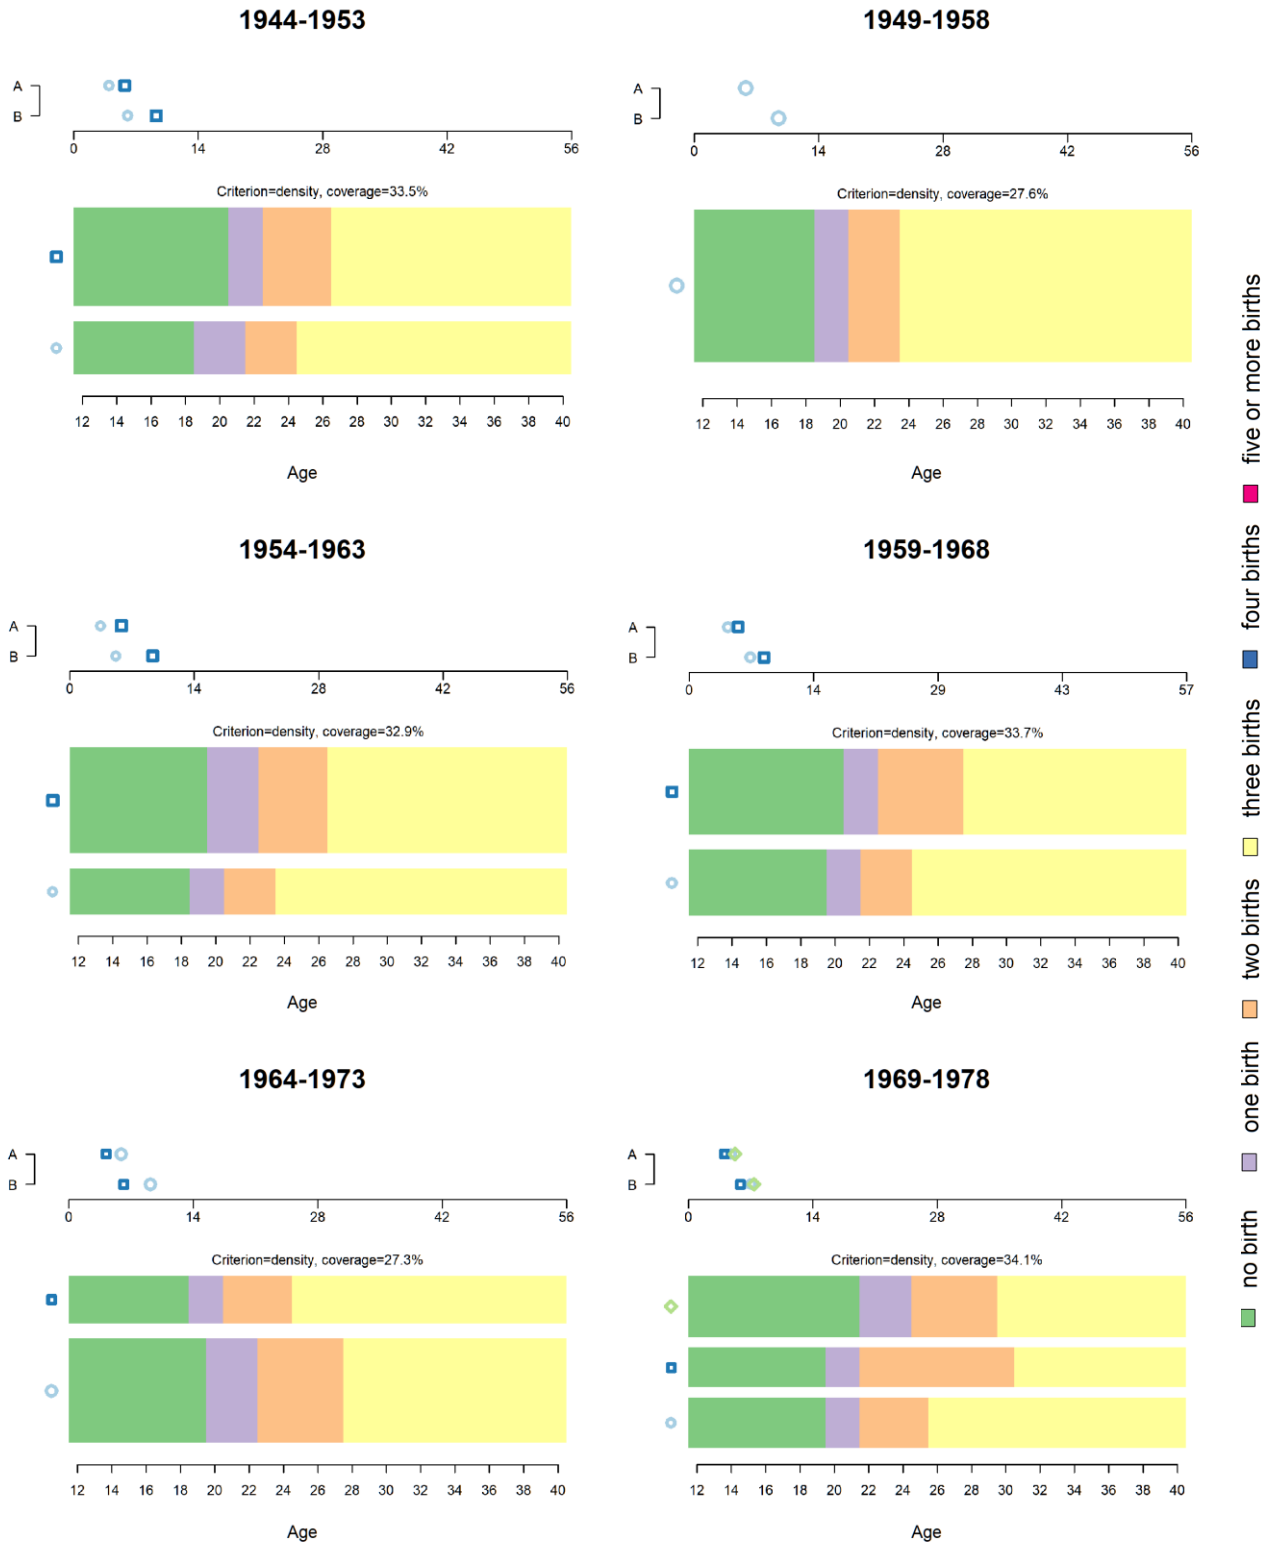 1944-1953
A
B
0 14 28 42 56
Criterion=density, coverage=33.5%
12 14 16 18 20 22 24 26 28 30 32 34 36 38 40
Age
1949-1958
A
B
0 14 28 42 56
Criterion=density, coverage=27.6%
12 14 16 18 20 22 24 26 28 30 32 34 36 38 40
Age
1954-1963
A
B
0 14 28 42 56
Criterion=density, coverage=32.9%
12 14 16 18 20 22 24 26 28 30 32 34 36 38 40
Age
1959-1968
A
B
0 14 29 43 57
Criterion=density, coverage=33.7%
12 14 16 18 20 22 24 26 28 30 32 34 36 38 40
Age
1964-1973
A
B
0 14 28 42 56
Criterion=density, coverage=27.3%
12 14 16 18 20 22 24 26 28 30 32 34 36 38 40
Age
1969-1978
A
B
0 14 28 42 56
Criterion=density, coverage=34.1%
12 14 16 18 20 22 24 26 28 30 32 34 36 38 40
Age
no birth one birth two births three births four births five or more births